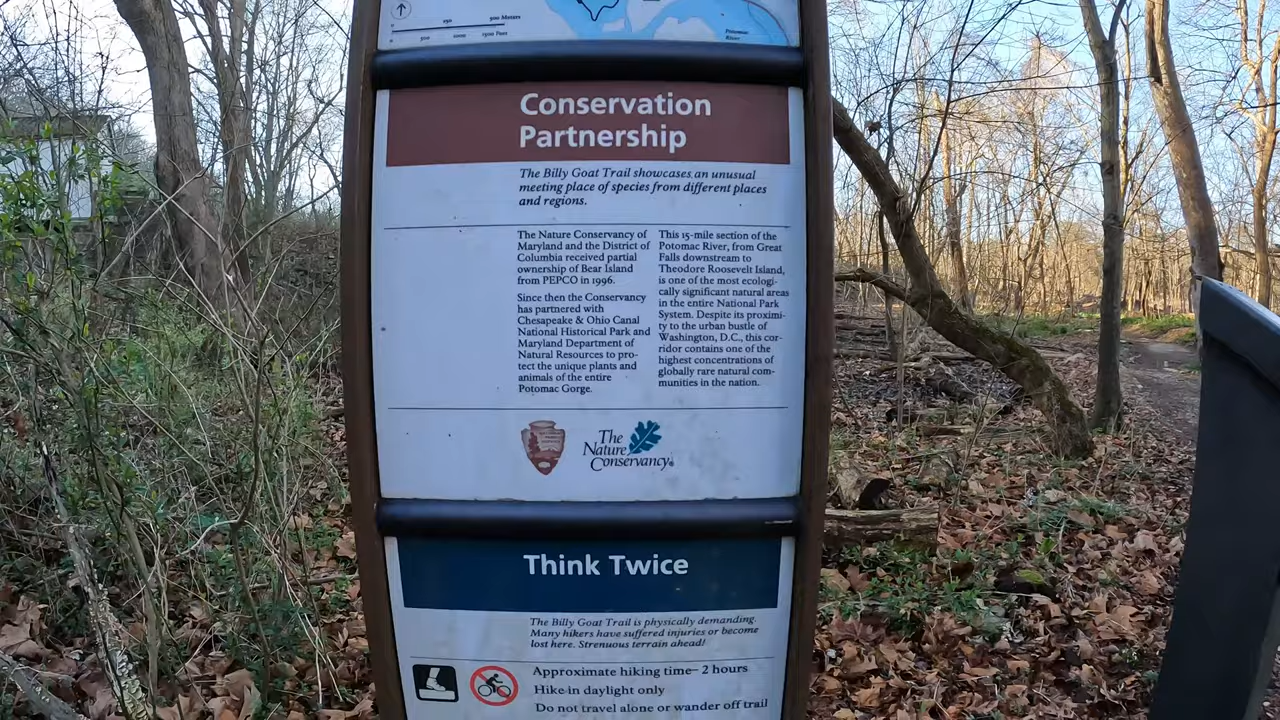 250 500 Meters
500 1000 1500 Feet
Potomac
River
Conservation
Partnership
The Billy Goat Trail showcases an unusual
meeting place of species from different places
and regions.
The Nature Conservancy of
Maryland and the District of
Columbia received partial
ownership of Bear Island
from PEPCO in 1996.
Since then the Conservancy
has partnered with
Chesapeake & Ohio Canal
National Historical Park and
Maryland Department of
Natural Resources to pro-
tect the unique plants and
animals of the entire
Potomac Gorge.
This 15-mile section of the
Potomac River, from Great
Falls downstream to
Theodore Roosevelt Island,
is one of the most ecologi-
cally significant natural areas
in the entire National Park
System. Despite its proximi-
ty to the urban bustle of
Washington, D.C., this cor-
ridor contains one of the
highest concentrations of
globally rare natural com-
munities in the nation.
The
Nature
Conservancy®
Think Twice
The Billy Goat Trail is physically demanding.
Many hikers have suffered injuries or become
lost here. Strenuous terrain ahead!
Approximate hiking time– 2 hours
Hike in daylight only
Do not travel alone or wander off trail